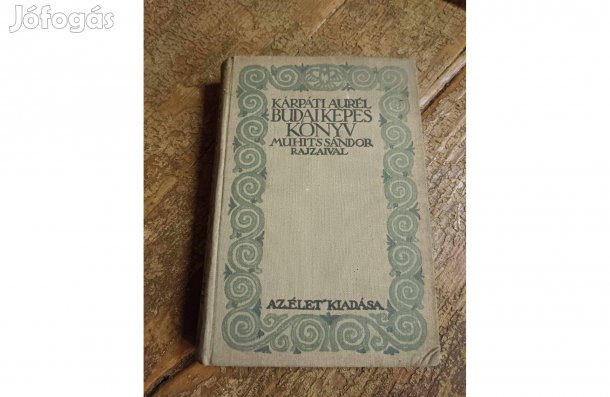 Jófogás
KÁRPÁTI AURÉL
BUDAI KÉPES
KÖNYV
MUHITS SÁNDOR
RAJZAIVAL
AZ „ÉLET” KIADÁSA